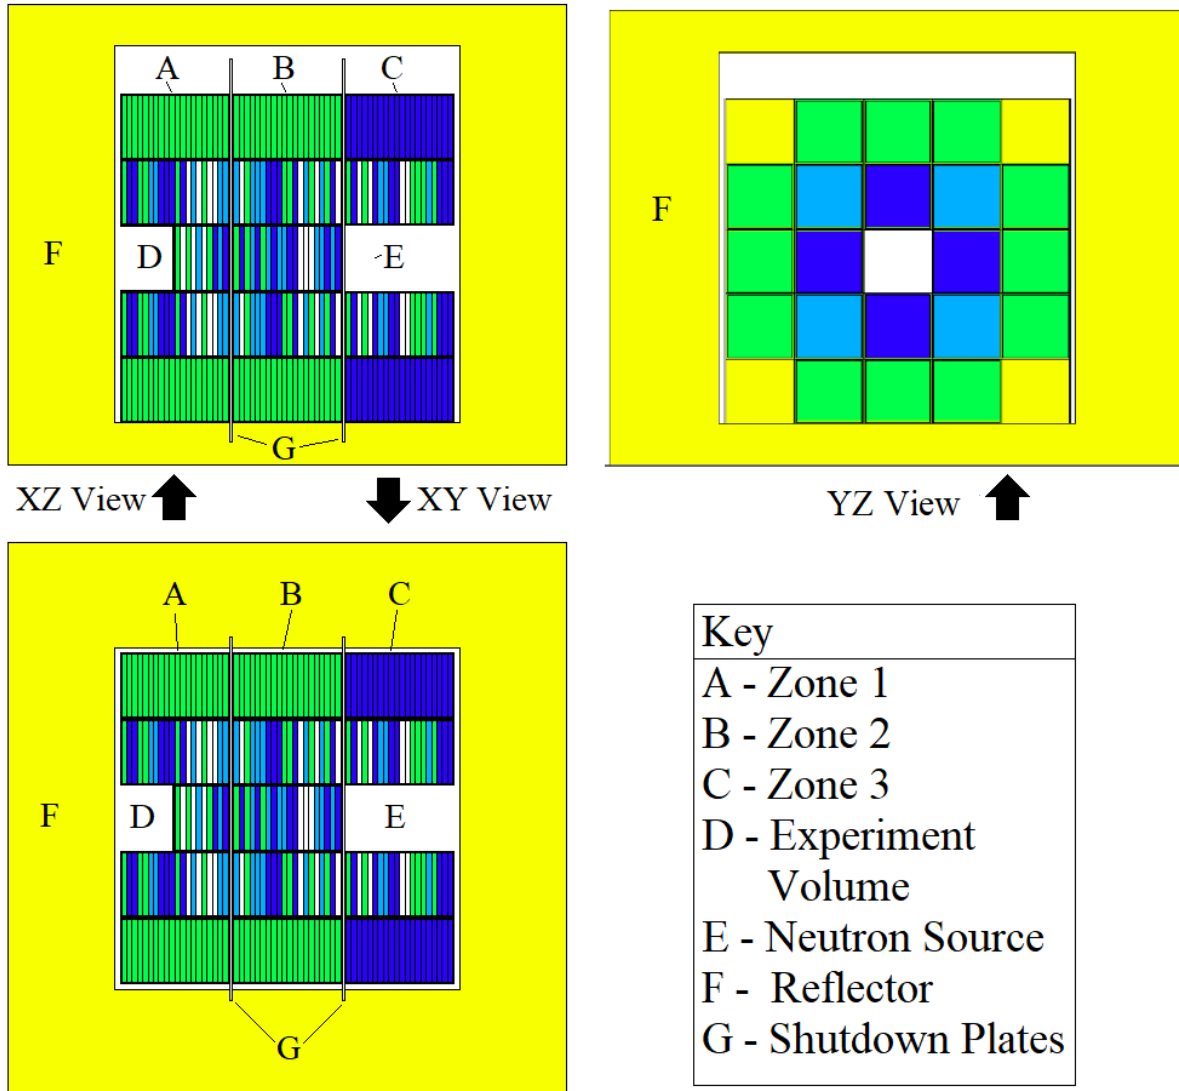 A B C
F
D E
G
F
XZ View XY View
YZ View
A B C
F
D E
G
Key
A - Zone 1
B - Zone 2
C - Zone 3
D - Experiment
Volume
E - Neutron Source
F - Reflector
G - Shutdown Plates